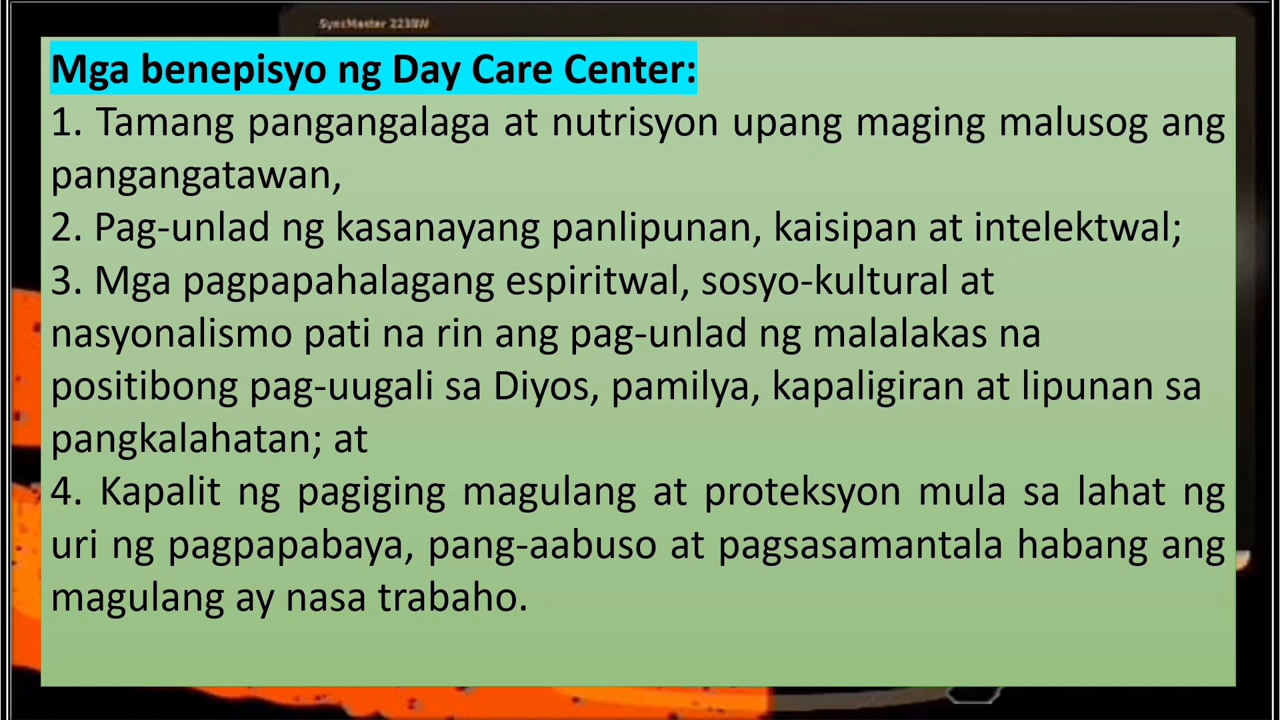 SyncMaster 2233SW
Mga benepisyo ng Day Care Center:
1. Tamang pangangalaga at nutrisyon upang maging malusog ang
pangangatawan,
2. Pag-unlad ng kasanayang panlipunan, kaisipan at intelektwal;
3. Mga pagpapahalagang espiritwal, sosyo-kultural at
nasyonalismo pati na rin ang pag-unlad ng malalakas na
positibong pag-uugali sa Diyos, pamilya, kapaligiran at lipunan sa
pangkalahatan; at
4. Kapalit ng pagiging magulang at proteksyon mula sa lahat ng
uri ng pagpapabaya, pang-aabuso at pagsasamantala habang ang
magulang ay nasa trabaho.